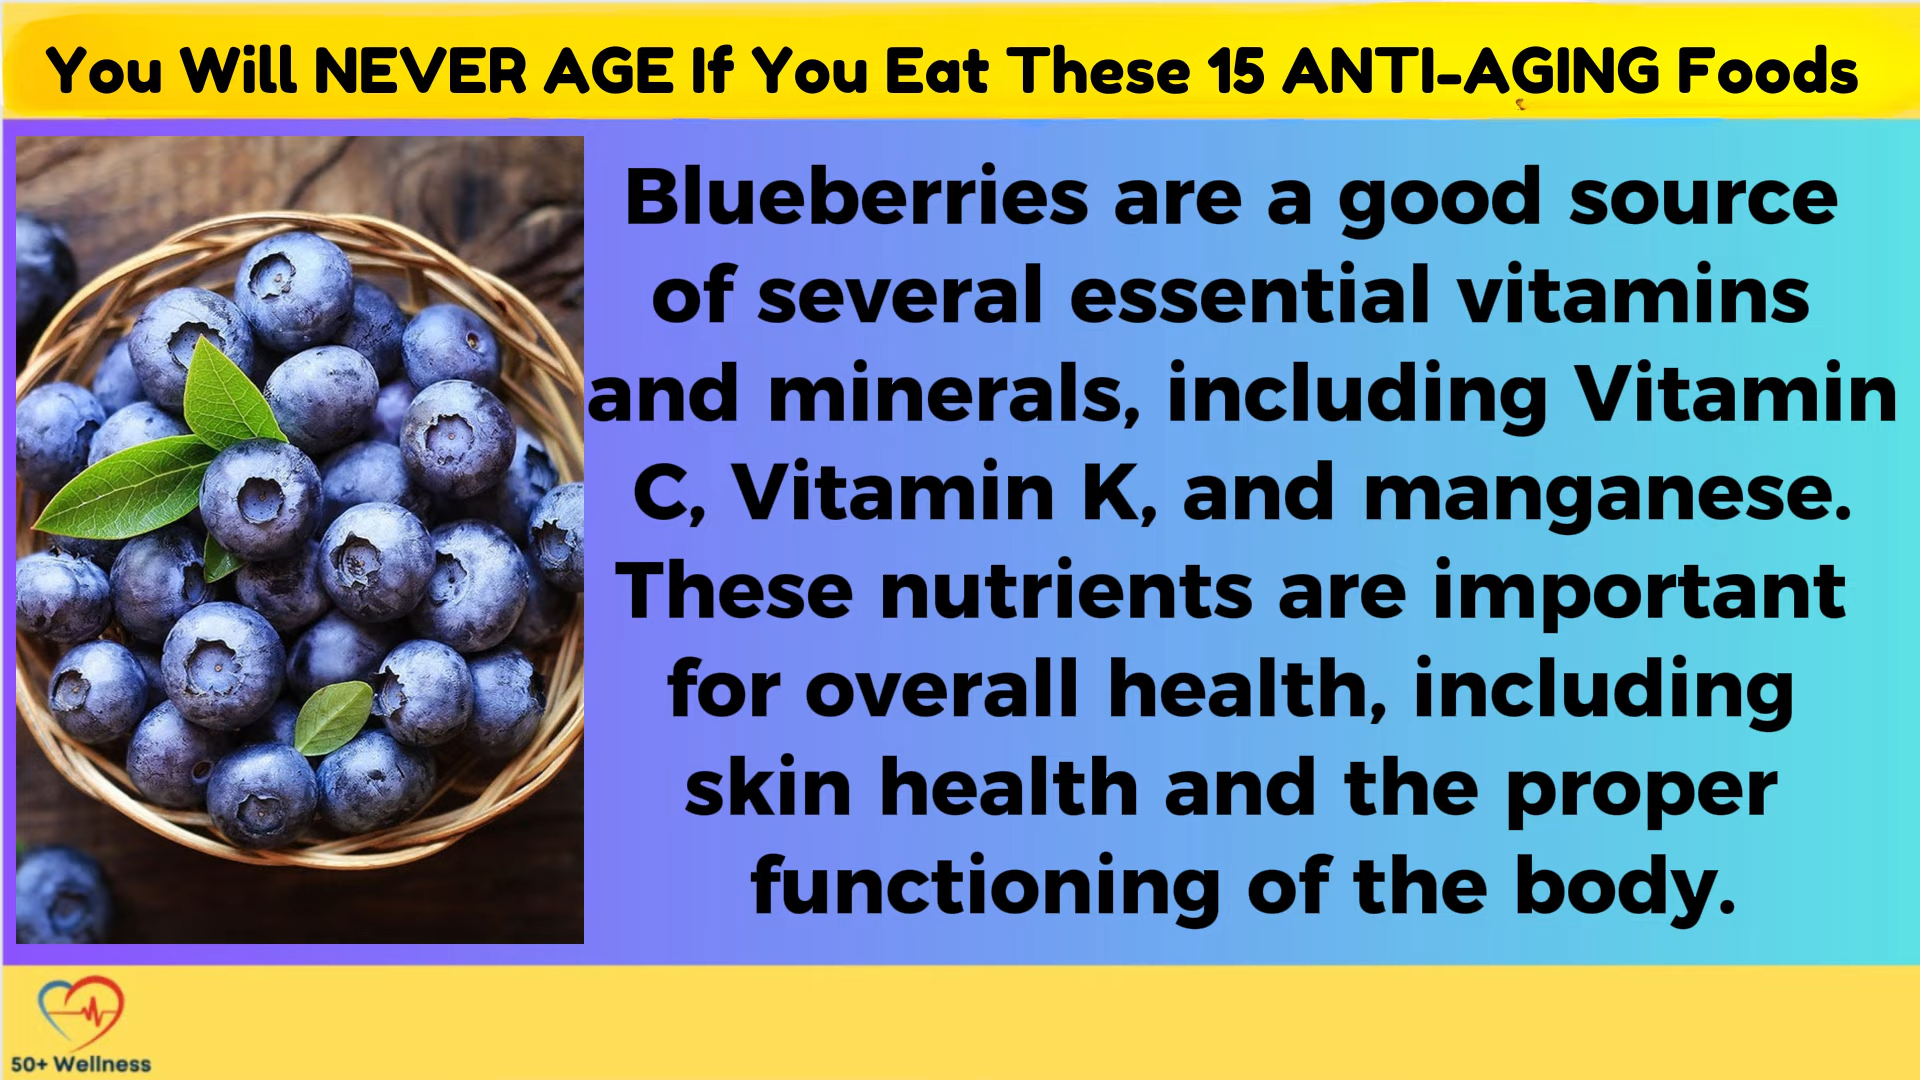 You Will NEVER AGE If You Eat These 15 ANTI-AGING Foods
Blueberries are a good source
of several essential vitamins
and minerals, including Vitamin
C, Vitamin K, and manganese.
These nutrients are important
for overall health, including
skin health and the proper
functioning of the body.
50+ Wellness